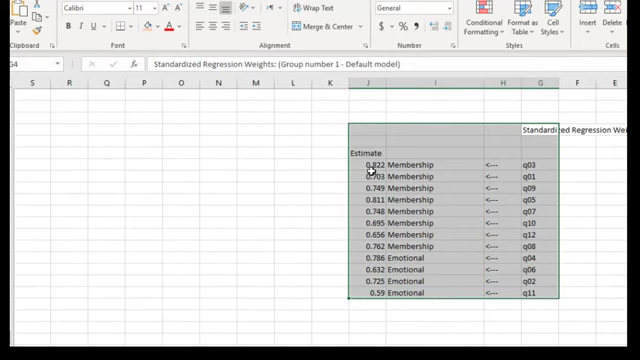 Paste
Calibri 10
Wrap Text
General
Merge & Center
$ % ,
Conditional Formatting
Format as Table
Cell Styles
Insert
Delete
Clipboard
Font
Alignment
Number
Styles
Cells
G4
fx Standardized Regression Weights: (Group number 1 - Default model)
S R Q P O N M L K J I H G F E
Standardized Regression Wei
Estimate
0.822 Membership <--- q03
0.703 Membership <--- q01
0.749 Membership <--- q09
0.811 Membership <--- q05
0.748 Membership <--- q07
0.695 Membership <--- q10
0.656 Membership <--- q12
0.762 Membership <--- q08
0.786 Emotional <--- q04
0.632 Emotional <--- q06
0.725 Emotional <--- q02
0.59 Emotional <--- q11